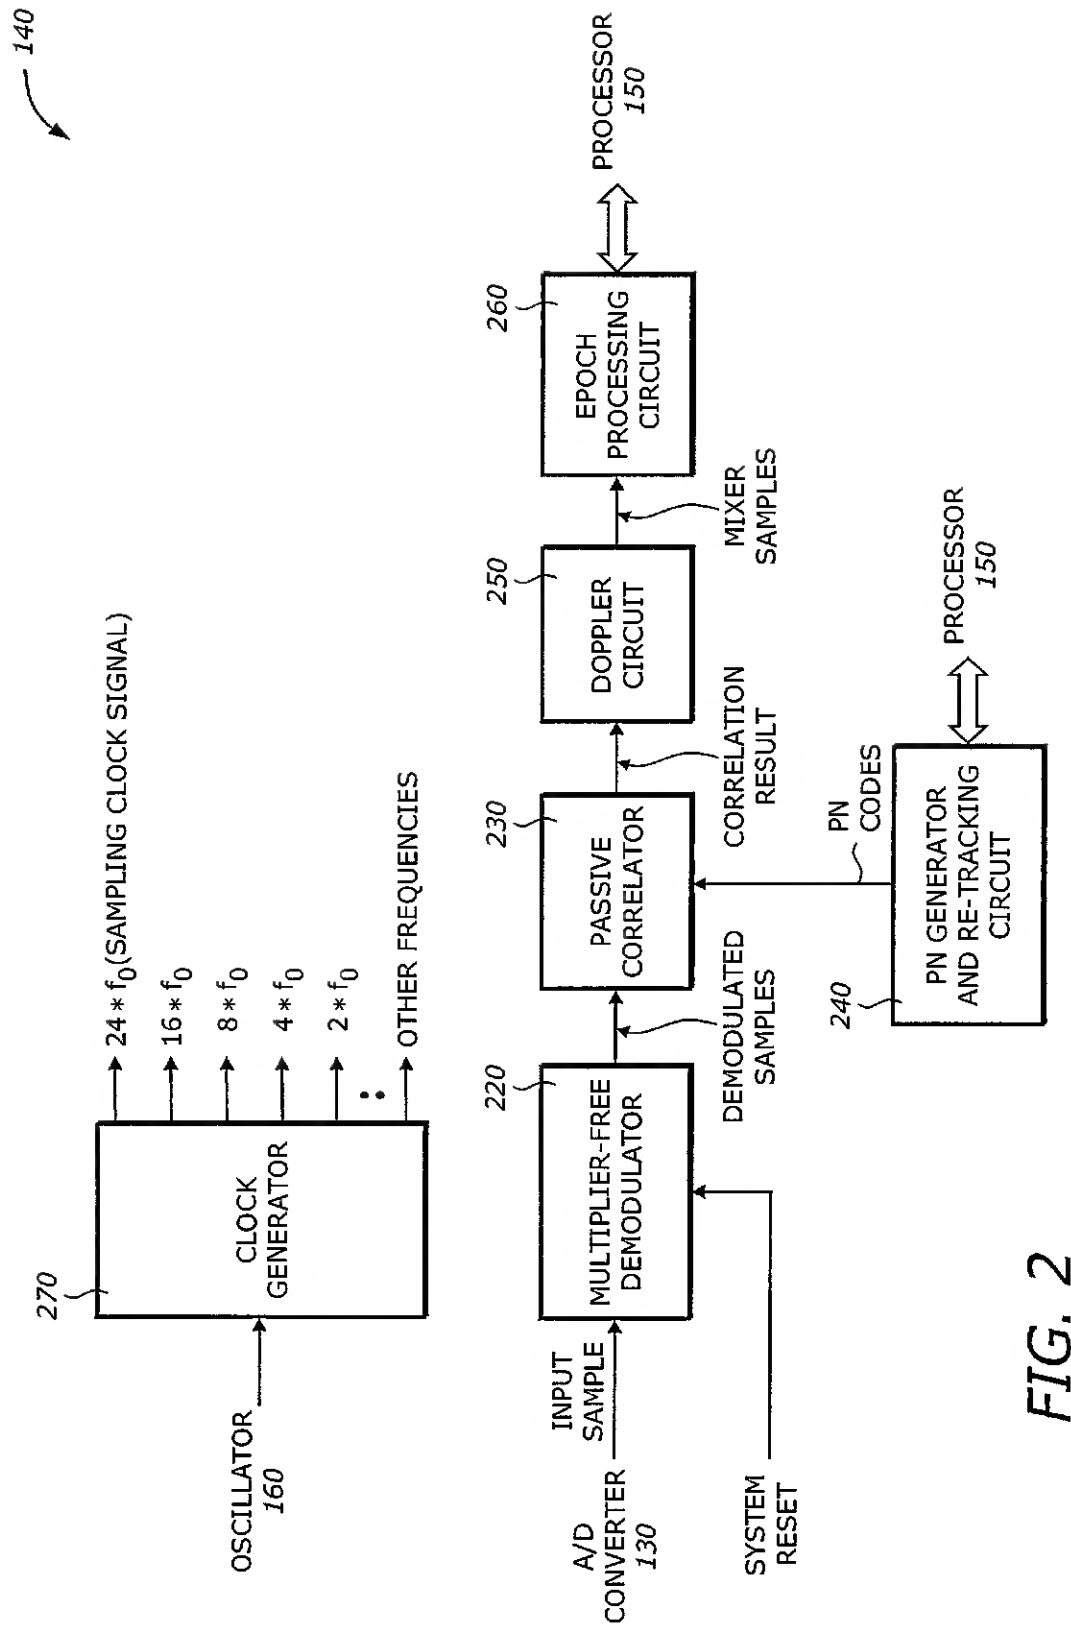 140
270
OSCILLATOR
160
CLOCK
GENERATOR
24 * f0(SAMPLING CLOCK SIGNAL)
16 * f0
8 * f0
4 * f0
2 * f0
OTHER FREQUENCIES
A/D
CONVERTER
130
INPUT
SAMPLE
220
MULTIPLIER-FREE
DEMODULATOR
SYSTEM
RESET
DEMODULATED
SAMPLES
230
PASSIVE
CORRELATOR
CORRELATION
RESULT
250
DOPPLER
CIRCUIT
MIXER
SAMPLES
260
EPOCH
PROCESSING
CIRCUIT
PROCESSOR
150
PN
CODES
240
PN GENERATOR
AND RE-TRACKING
CIRCUIT
PROCESSOR
150
FIG. 2